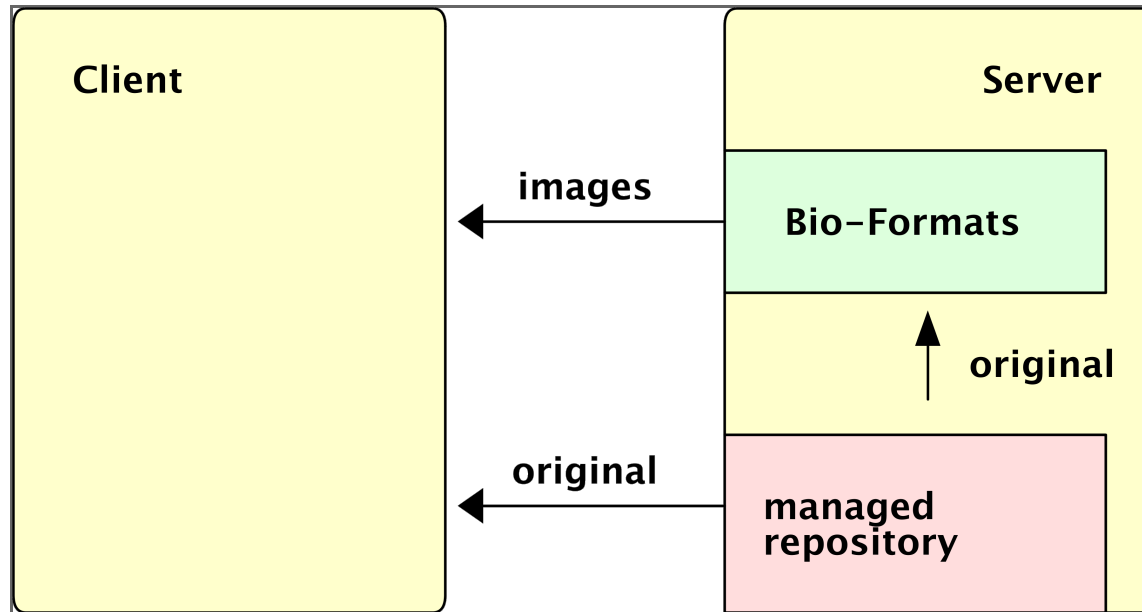 Client
Server
images
Bio-Formats
original
original
managed
repository